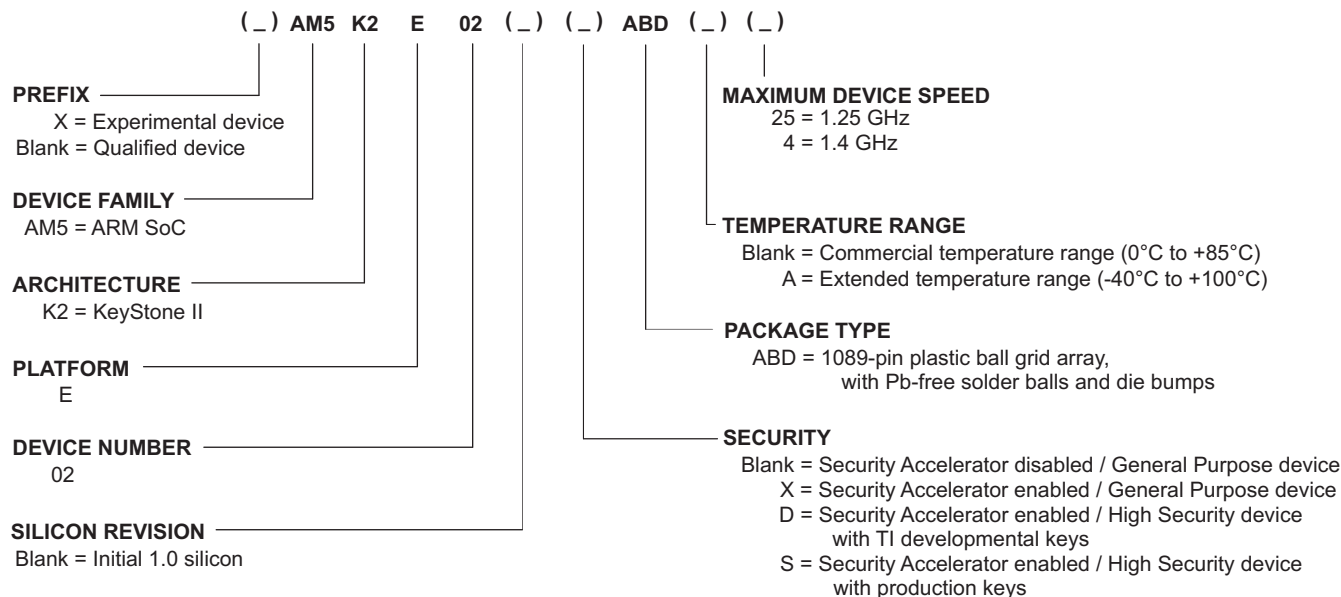 ( _ ) AM5 K2 E 02 ( _ ) ( _ ) ABD ( _ ) ( _ )
PREFIX
X = Experimental device
Blank = Qualified device
DEVICE FAMILY
AM5 = ARM SoC
ARCHITECTURE
K2 = KeyStone II
PLATFORM
E
DEVICE NUMBER
02
SILICON REVISION
Blank = Initial 1.0 silicon
MAXIMUM DEVICE SPEED
25 = 1.25 GHz
4 = 1.4 GHz
TEMPERATURE RANGE
Blank = Commercial temperature range (0°C to +85°C)
A = Extended temperature range (-40°C to +100°C)
PACKAGE TYPE
ABD = 1089-pin plastic ball grid array,
with Pb-free solder balls and die bumps
SECURITY
Blank = Security Accelerator disabled / General Purpose device
X = Security Accelerator enabled / General Purpose device
D = Security Accelerator enabled / High Security device
with TI developmental keys
S = Security Accelerator enabled / High Security device
with production keys